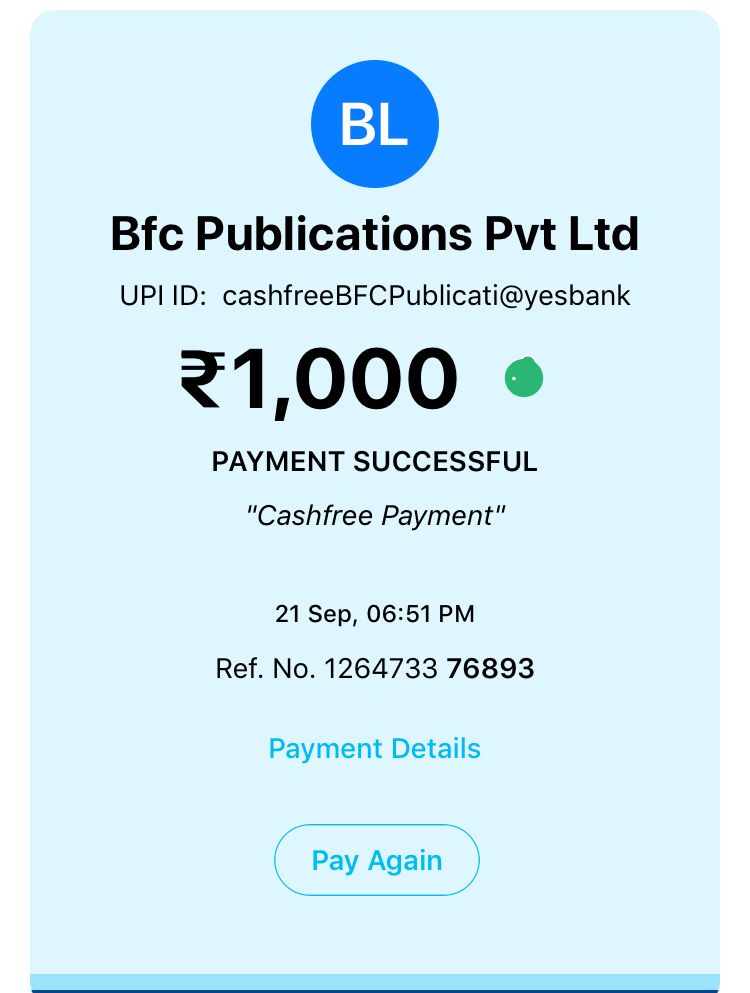 BL
Bfc Publications Pvt Ltd
UPI ID: cashfreeBFCPublicati@yesbank
₹1,000
PAYMENT SUCCESSFUL
"Cashfree Payment"
21 Sep, 06:51 PM
Ref. No. 1264733 76893
Payment Details
Pay Again